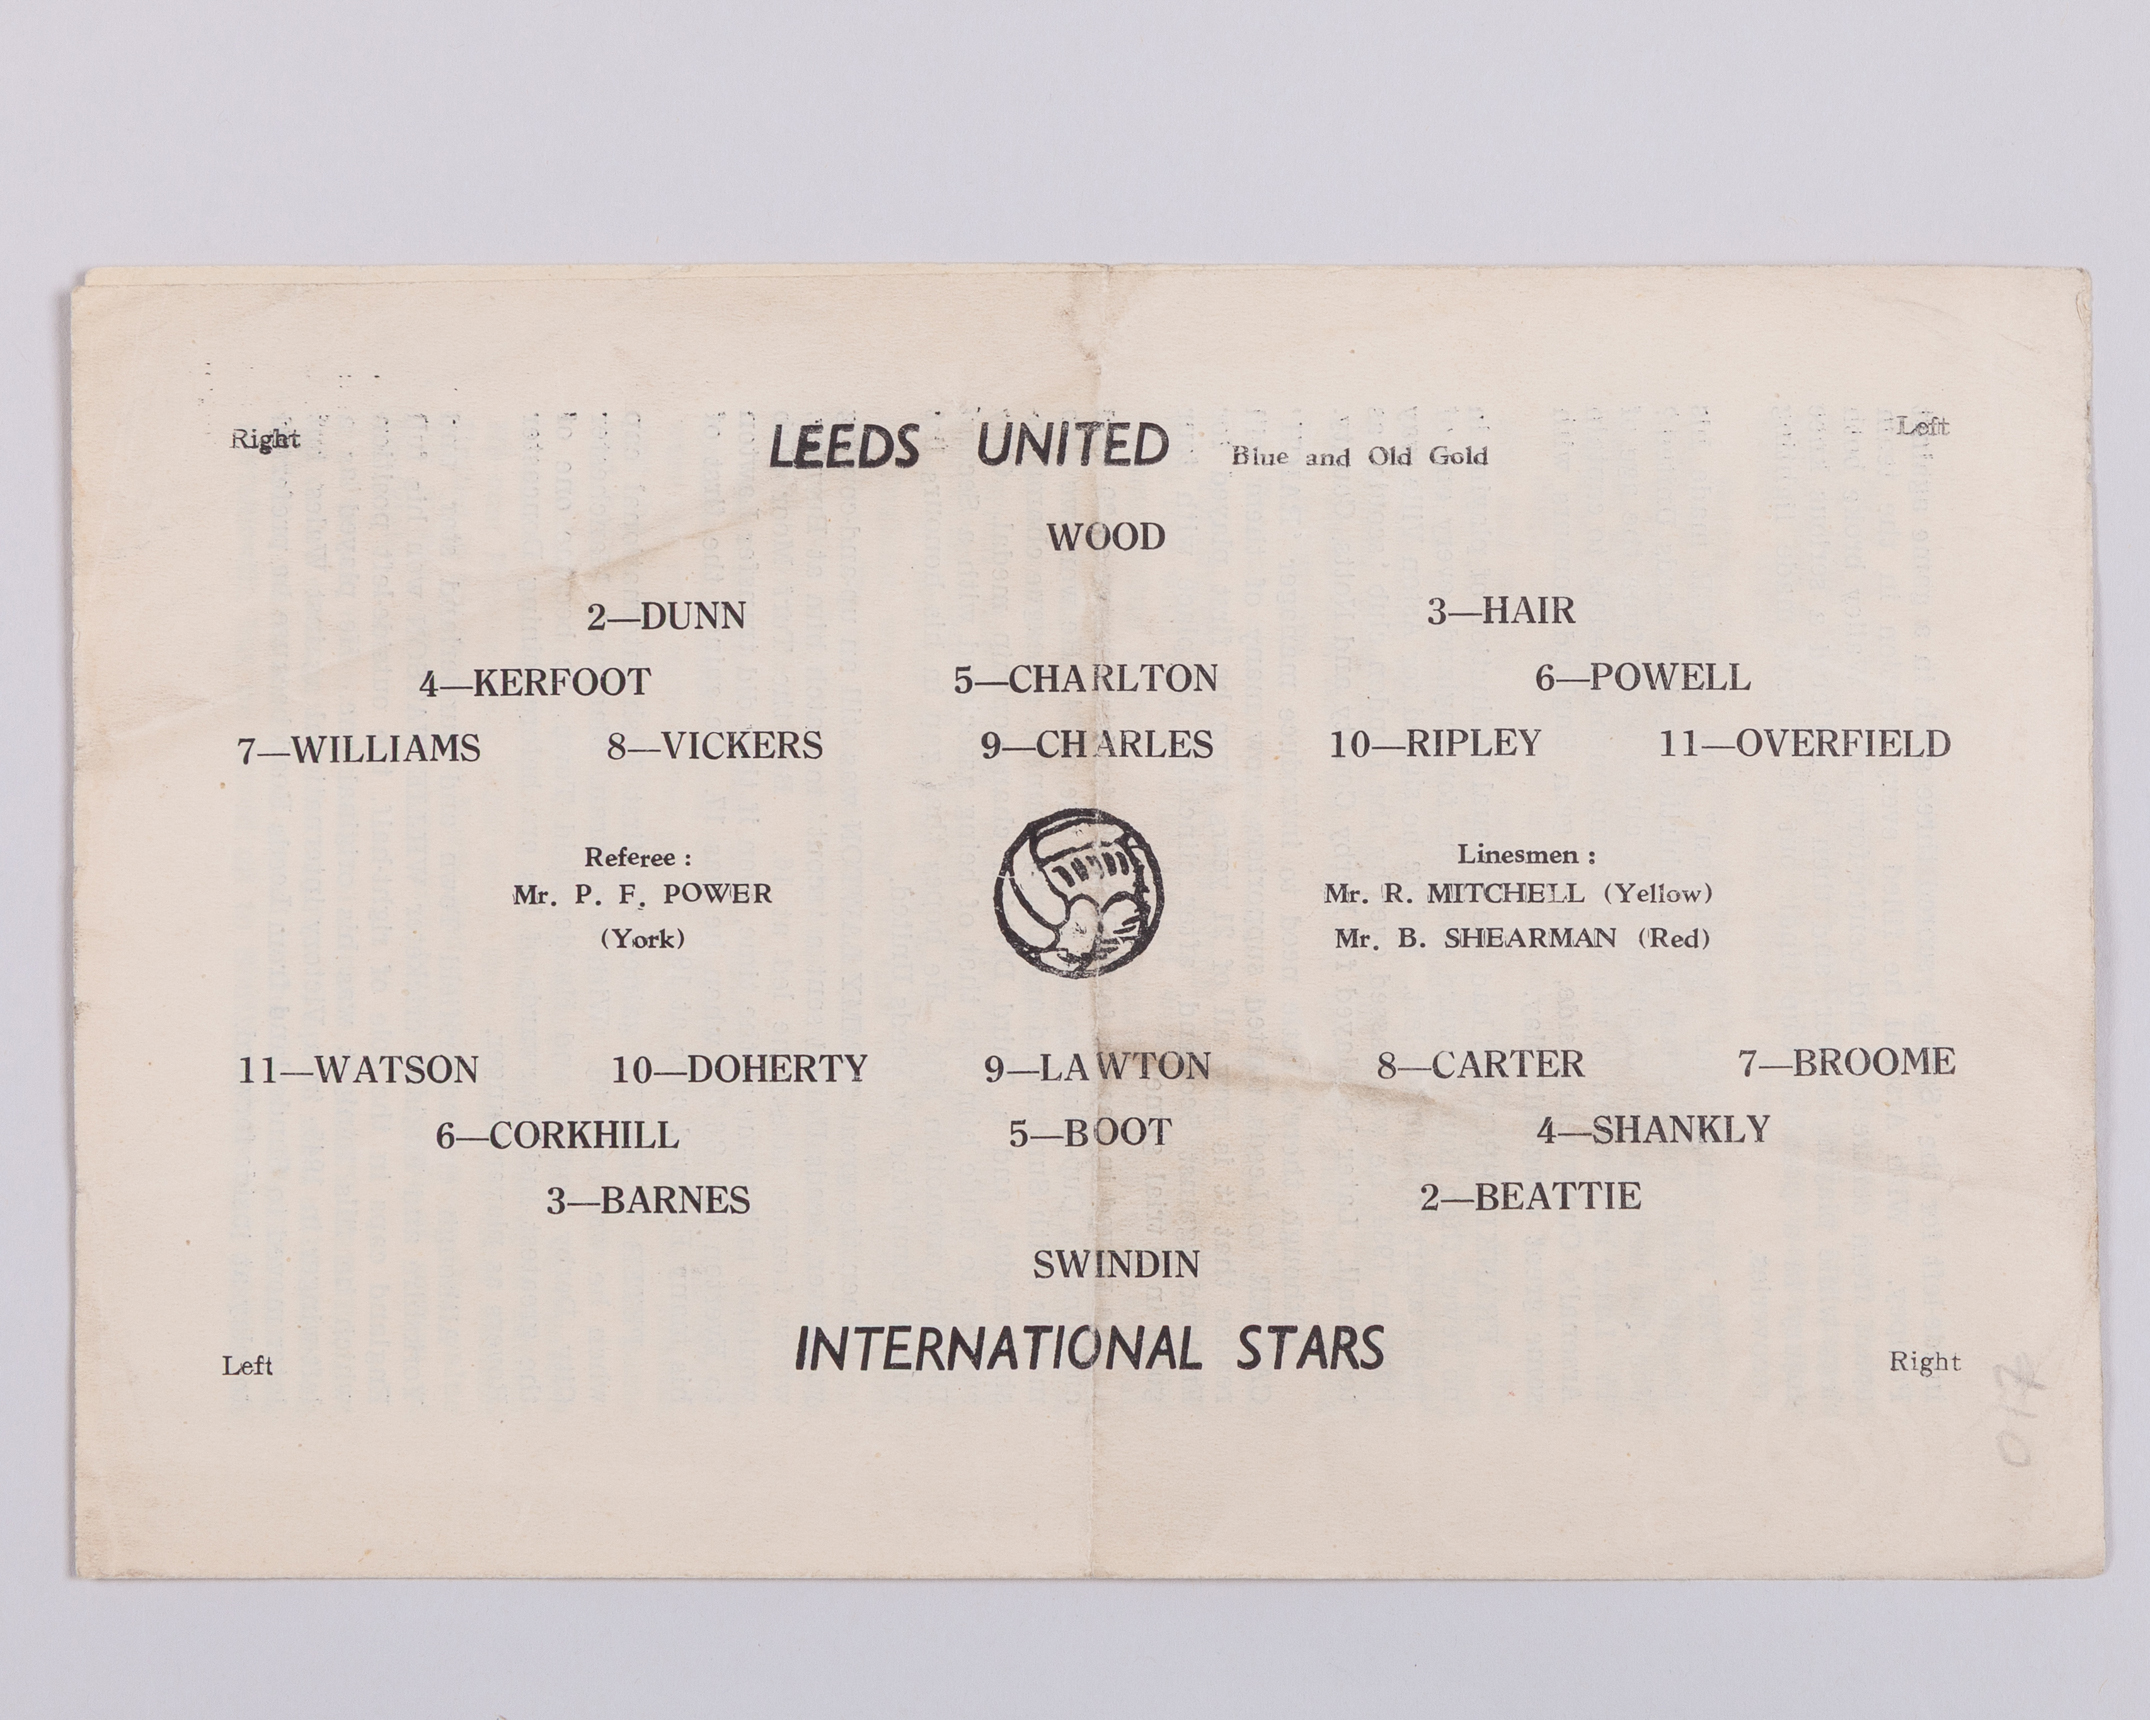 Right LEEDS UNITED Blue and Old Gold Left
WOOD
2—DUNN 3—HAIR
4—KERFOOT 5—CHARLTON 6—POWELL
7—WILLIAMS 8—VICKERS 9—CHARLES 10—RIPLEY 11—OVERFIELD
Referee : Linesmen :
Mr. P. F. POWER Mr. R. MITCHELL (Yellow)
(York) Mr. B. SHEARMAN (Red)
11—WATSON 10—DOHERTY 9—LAWTON 8—CARTER 7—BROOME
6—CORKHILL 5—BOOT 4—SHANKLY
3—BARNES 2—BEATTIE
SWINDIN
INTERNATIONAL STARS
Left Right
017